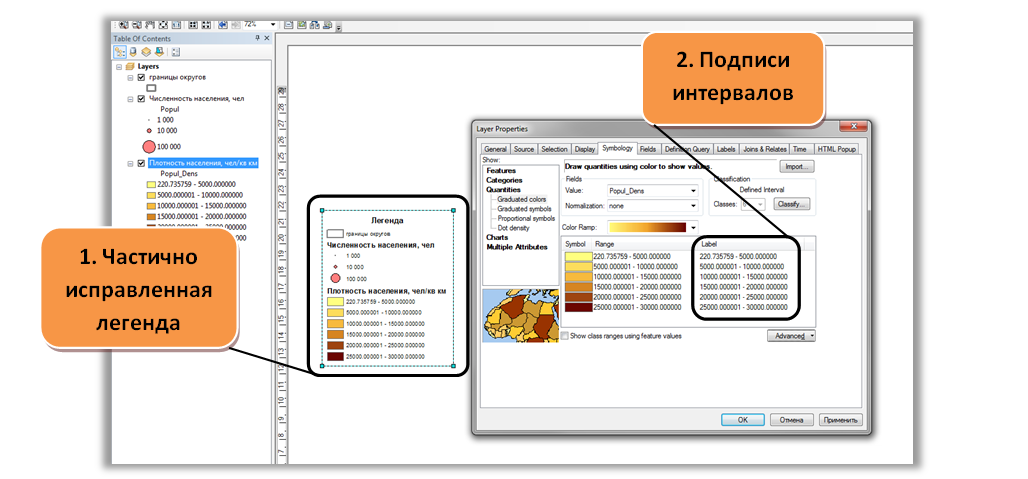 72%
Table Of Contents
Layers
границы округов
Численность населения, чел
Popul
1 000
10 000
100 000
Плотность населения, чел/кв км
Popul_Dens
220.735759 - 5000.000000
5000.000001 - 10000.000000
10000.000001 - 15000.000000
15000.000001 - 20000.000000
1. Частично
исправленная
легенда
Легенда
границы округов
Численность населения, чел
1 000
10 000
100 000
Плотность населения, чел/кв км
220.735759 - 5000.000000
5000.000001 - 10000.000000
10000.000001 - 15000.000000
15000.000001 - 20000.000000
20000.000001 - 25000.000000
25000.000001 - 30000.000000
2. Подписи
интервалов
Layer Properties
General Source Selection Display Symbology Fields Definition Query Labels Joins & Relates Time HTML Popup
Show:
Features
Categories
Quantities
Graduated colors
Graduated symbols
Proportional symbols
Dot density
Charts
Multiple Attributes
Draw quantities using color to show values.
Import...
Fields
Value: Popul_Dens
Normalization: none
Classification
Defined Interval
Classes: 6 Classify...
Color Ramp:
Symbol Range Label
220.735759 - 5000.000000 220.735759 - 5000.000000
5000.000001 - 10000.000000 5000.000001 - 10000.000000
10000.000001 - 15000.000000 10000.000001 - 15000.000000
15000.000001 - 20000.000000 15000.000001 - 20000.000000
20000.000001 - 25000.000000 20000.000001 - 25000.000000
25000.000001 - 30000.000000 25000.000001 - 30000.000000
Show class ranges using feature values
Advanced
OK Отмена Применить